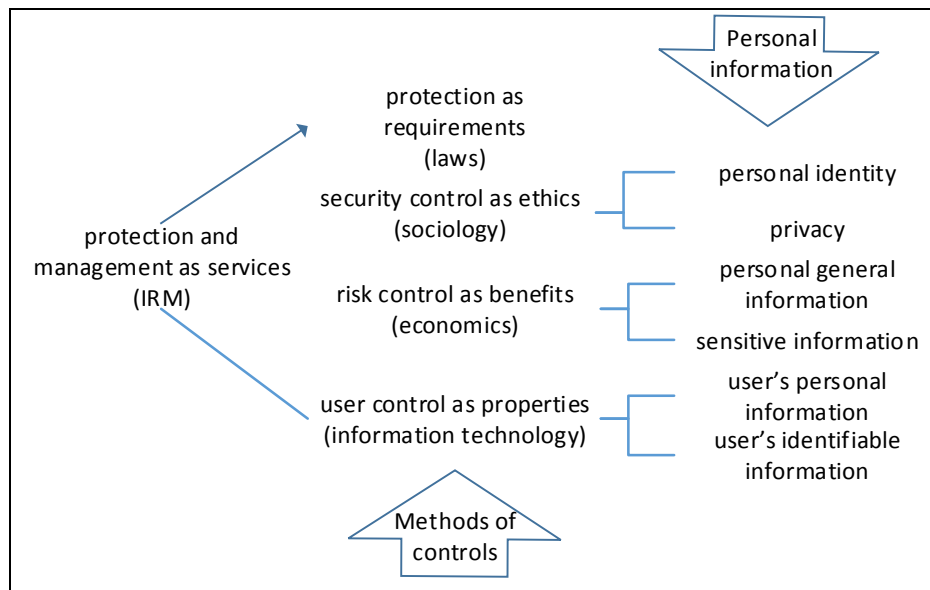 Personal
information
protection as
requirements
(laws)
security control as ethics
(sociology)
personal identity
privacy
protection and
management as services
(IRM)
risk control as benefits
(economics)
personal general
information
sensitive information
user control as properties
(information technology)
user’s personal
information
user’s identifiable
information
Methods of
controls